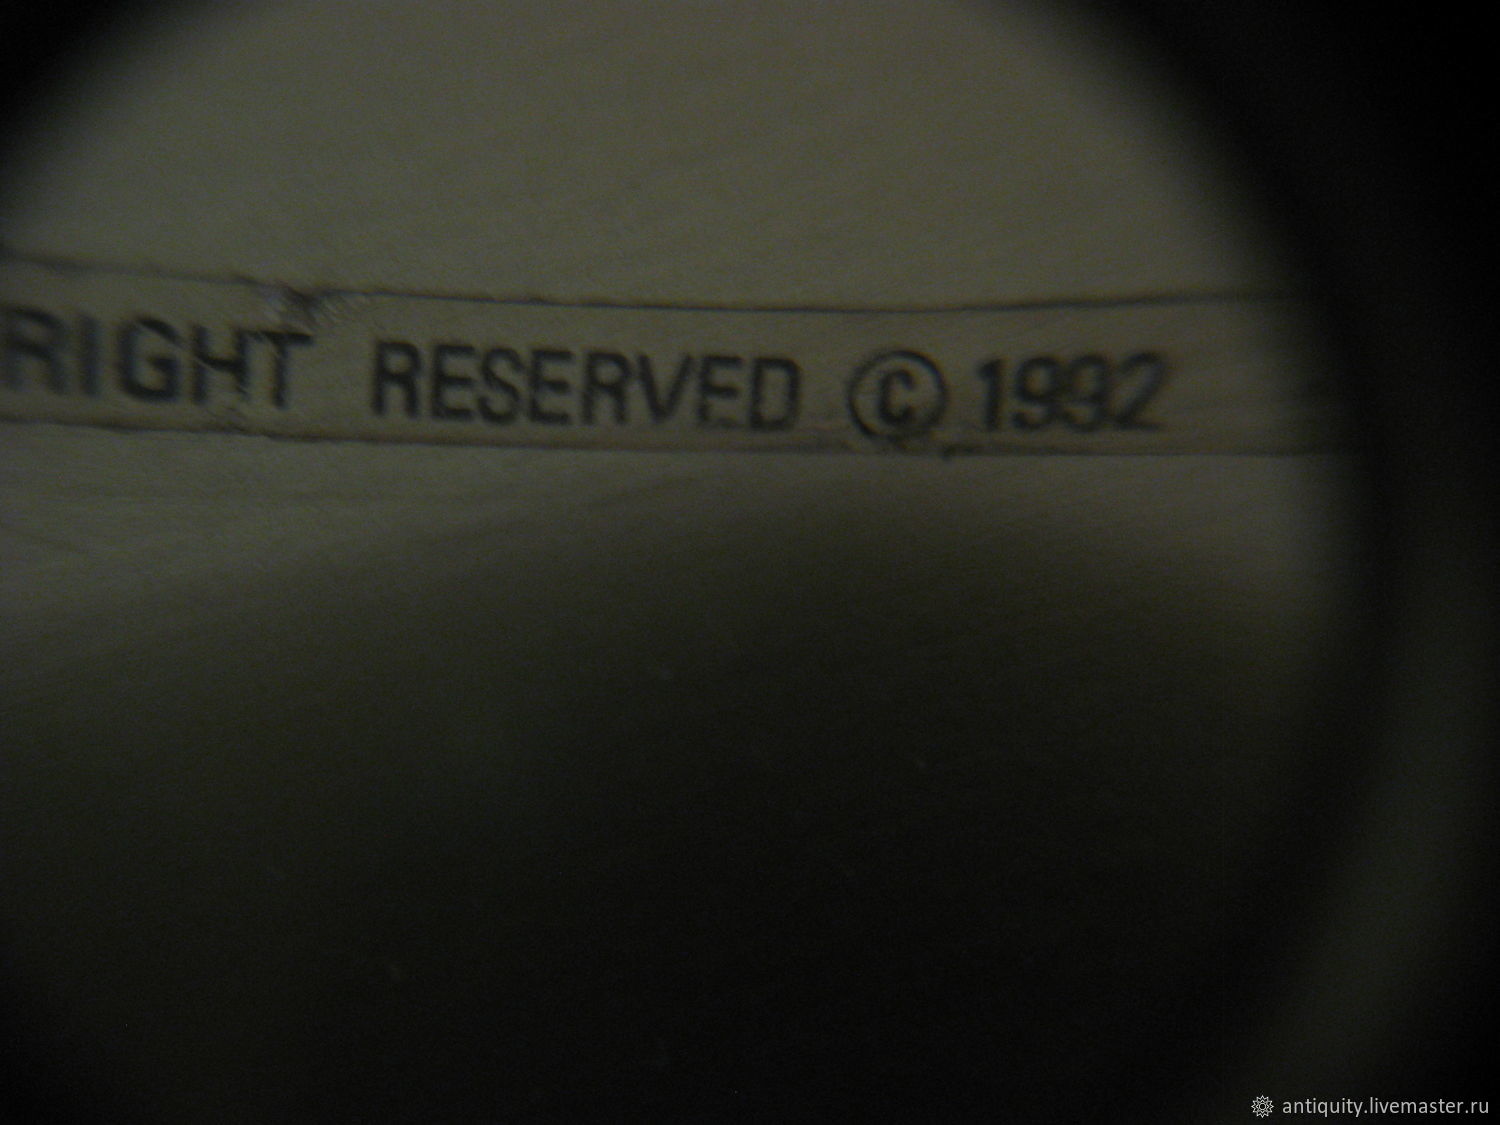 RIGHT RESERVED © 1992
antiquity.livemaster.ru